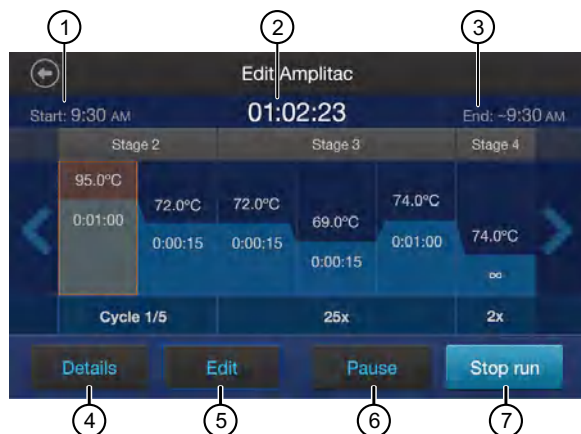 1 2 3
Edit Amplitac
Start: 9:30 AM 01:02:23 End: ~9:30 AM
Stage 2 Stage 3 Stage 4
95.0°C 72.0°C 72.0°C 69.0°C 74.0°C 74.0°C
0:01:00 0:00:15 0:00:15 0:00:15 0:01:00 ∞
Cycle 1/5 25x 2x
Details Edit Pause Stop run
4 5 6 7